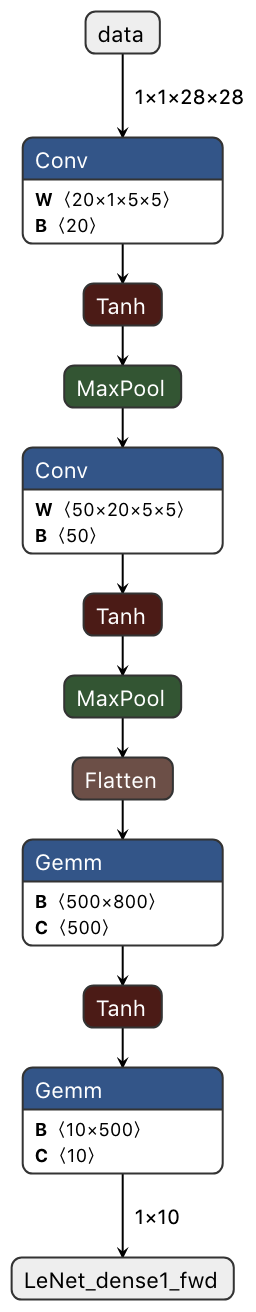 data
1×1×28×28
Conv
W ⟨20×1×5×5⟩
B ⟨20⟩
Tanh
MaxPool
Conv
W ⟨50×20×5×5⟩
B ⟨50⟩
Tanh
MaxPool
Flatten
Gemm
B ⟨500×800⟩
C ⟨500⟩
Tanh
Gemm
B ⟨10×500⟩
C ⟨10⟩
1×10
LeNet_dense1_fwd